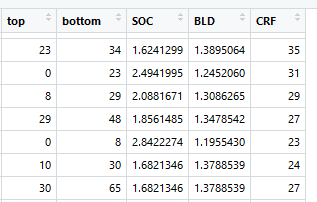 top bottom SOC BLD CRF
23 34 1.6241299 1.3895064 35
0 23 2.4941995 1.2452060 31
8 29 2.0881671 1.3086265 29
29 48 1.8561485 1.3478542 27
0 8 2.8422274 1.1955430 23
10 30 1.6821346 1.3788539 24
30 65 1.6821346 1.3788539 27